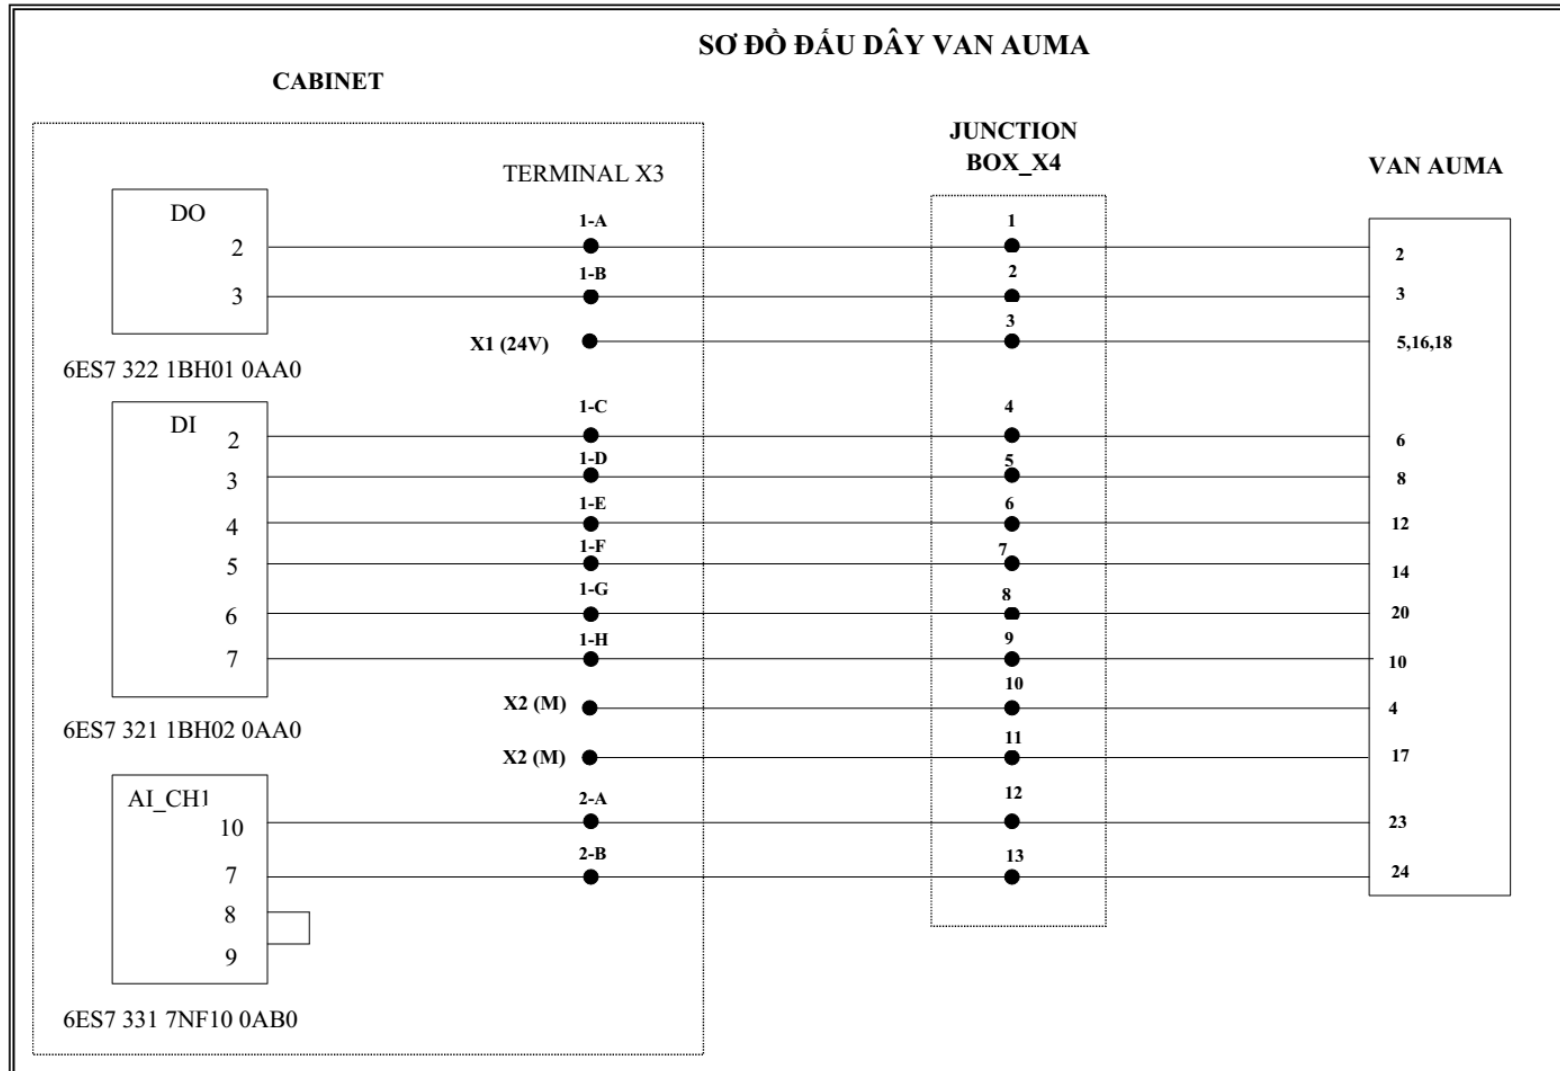 SƠ ĐỒ ĐẤU DÂY VAN AUMA
CABINET
JUNCTION
BOX_X4
VAN AUMA
TERMINAL X3
DO
1-A
1
2
2
1-B
2
3
3
3
X1 (24V)
5,16,18
6ES7 322 1BH01 0AA0
DI
1-C
4
2
6
1-D
5
3
8
1-E
6
4
12
1-F
7
5
14
1-G
8
6
20
1-H
9
7
10
X2 (M)
10
4
6ES7 321 1BH02 0AA0
X2 (M)
11
17
AI_CH1
2-A
12
10
23
2-B
13
7
24
8
9
6ES7 331 7NF10 0AB0